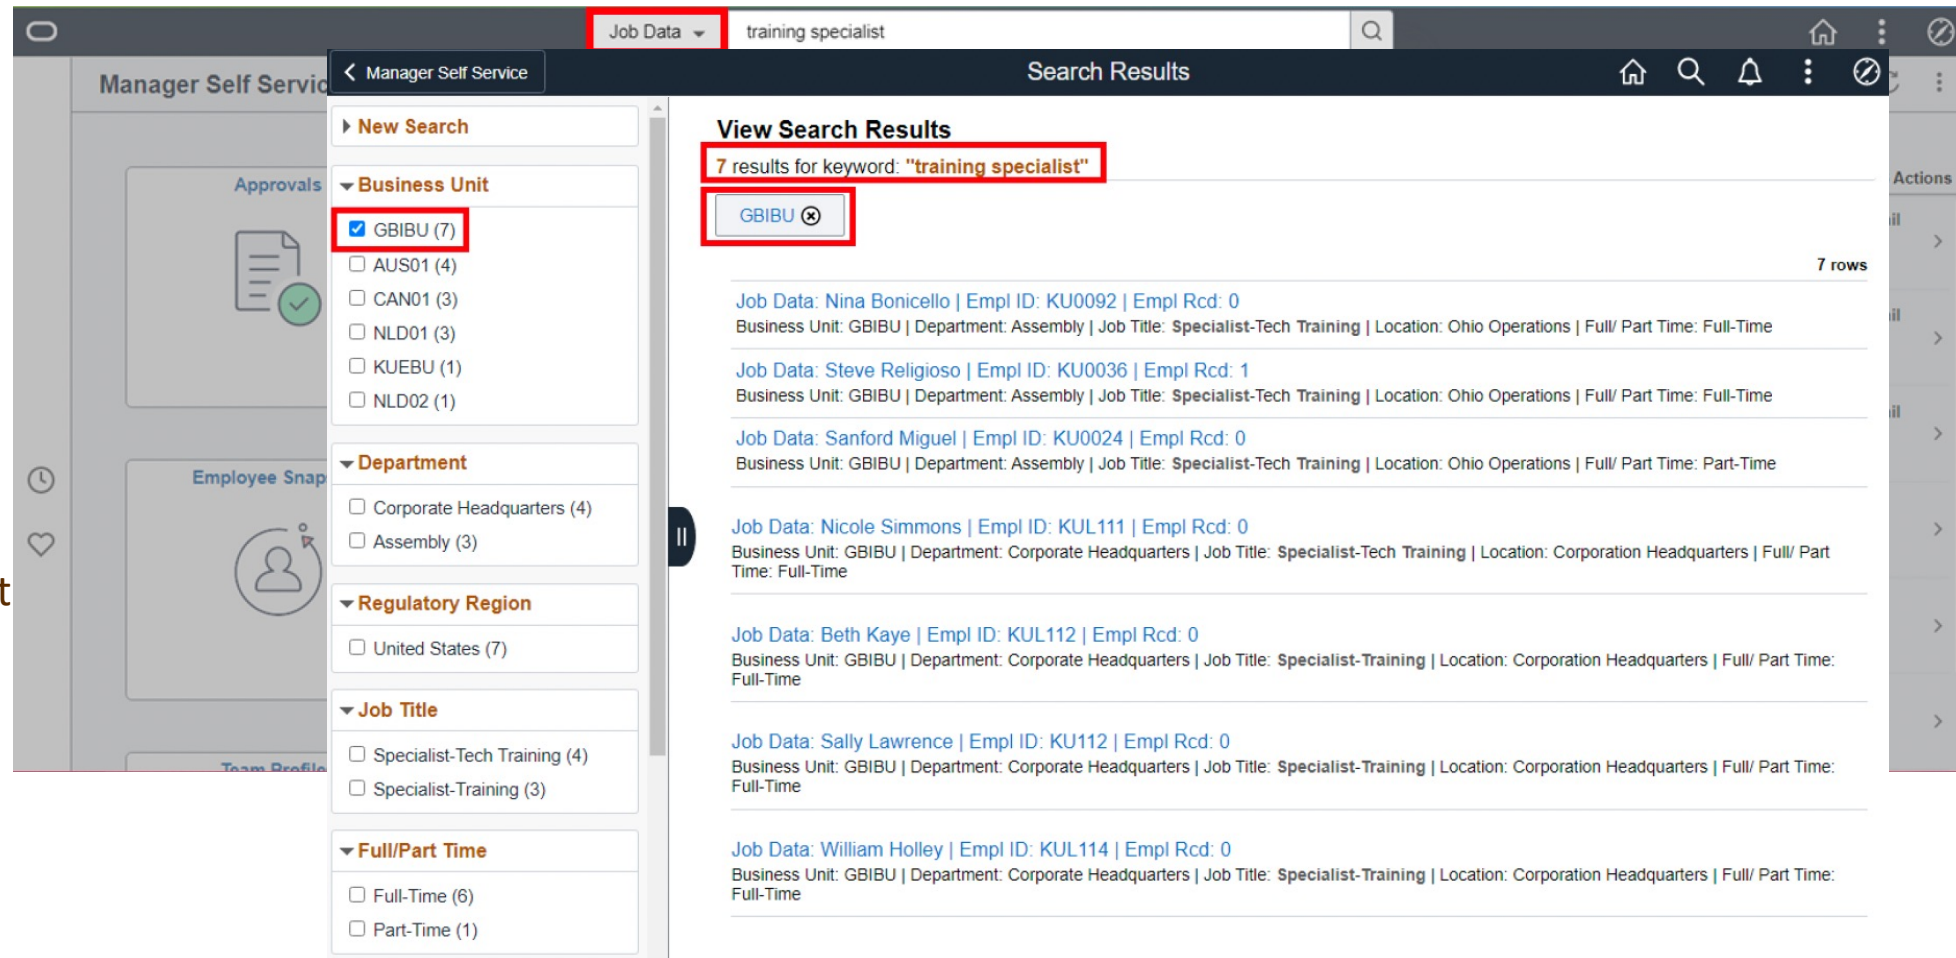 Job Data
training specialist
Manager Self Servic
Manager Self Service
Search Results
New Search
Business Unit
GBIBU (7)
AUS01 (4)
CAN01 (3)
NLD01 (3)
KUEBU (1)
NLD02 (1)
Department
Corporate Headquarters (4)
Assembly (3)
Regulatory Region
United States (7)
Job Title
Specialist-Tech Training (4)
Specialist-Training (3)
Full/Part Time
Full-Time (6)
Part-Time (1)
View Search Results
7 results for keyword: "training specialist"
GBIBU
7 rows
Job Data: Nina Bonicello | Empl ID: KU0092 | Empl Rcd: 0
Business Unit: GBIBU | Department: Assembly | Job Title: Specialist-Tech Training | Location: Ohio Operations | Full/ Part Time: Full-Time
Job Data: Steve Religioso | Empl ID: KU0036 | Empl Rcd: 1
Business Unit: GBIBU | Department: Assembly | Job Title: Specialist-Tech Training | Location: Ohio Operations | Full/ Part Time: Full-Time
Job Data: Sanford Miguel | Empl ID: KU0024 | Empl Rcd: 0
Business Unit: GBIBU | Department: Assembly | Job Title: Specialist-Tech Training | Location: Ohio Operations | Full/ Part Time: Part-Time
Job Data: Nicole Simmons | Empl ID: KUL111 | Empl Rcd: 0
Business Unit: GBIBU | Department: Corporate Headquarters | Job Title: Specialist-Tech Training | Location: Corporation Headquarters | Full/ Part
Time: Full-Time
Job Data: Beth Kaye | Empl ID: KUL112 | Empl Rcd: 0
Business Unit: GBIBU | Department: Corporate Headquarters | Job Title: Specialist-Training | Location: Corporation Headquarters | Full/ Part Time:
Full-Time
Job Data: Sally Lawrence | Empl ID: KU112 | Empl Rcd: 0
Business Unit: GBIBU | Department: Corporate Headquarters | Job Title: Specialist-Training | Location: Corporation Headquarters | Full/ Part Time:
Full-Time
Job Data: William Holley | Empl ID: KUL114 | Empl Rcd: 0
Business Unit: GBIBU | Department: Corporate Headquarters | Job Title: Specialist-Training | Location: Corporation Headquarters | Full/ Part Time:
Full-Time
Approvals
Employee Snap
Team Profile
Actions
t